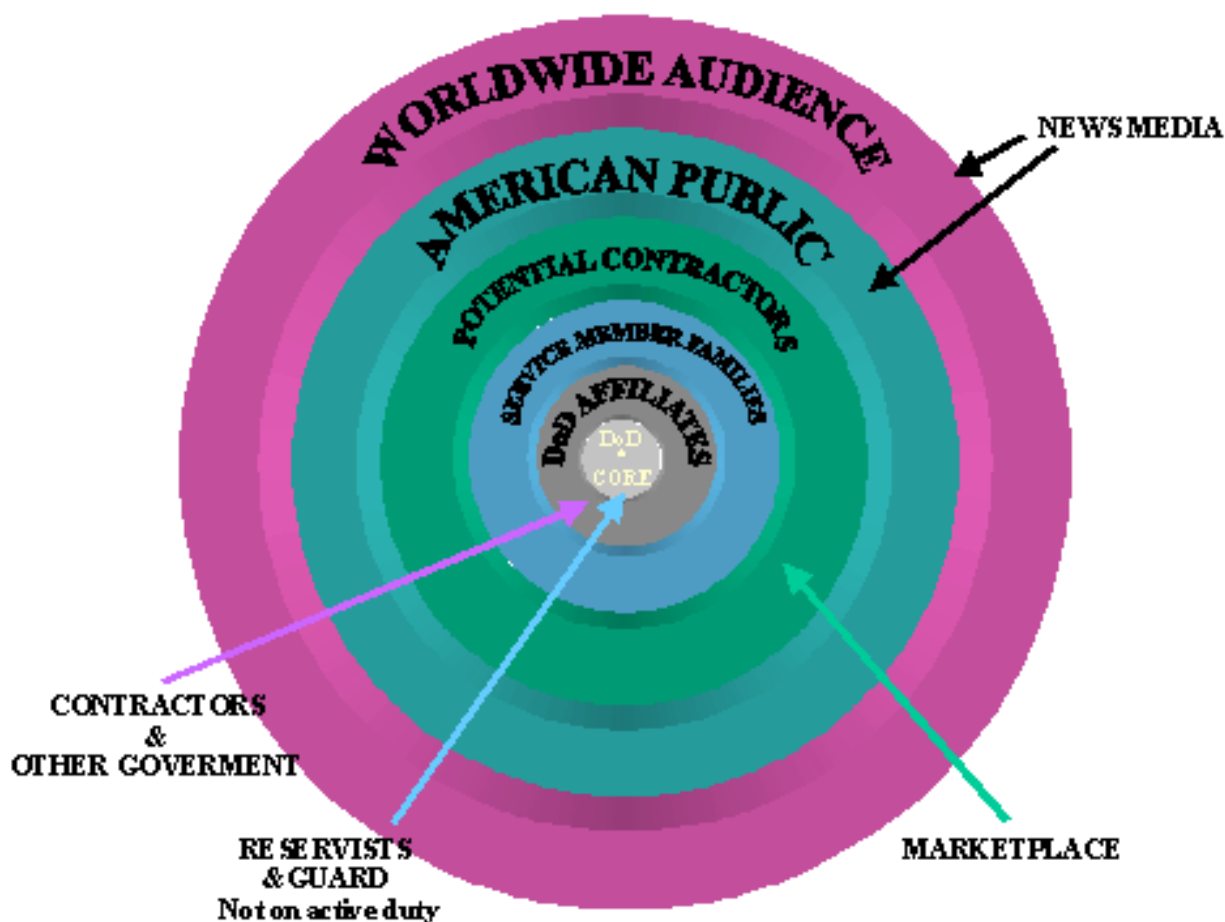 WORLDWIDE AUDIENCE
NEWS MEDIA
AMERICAN PUBLIC
POTENTIAL CONTRACTORS
SERVICE MEMBER FAMILIES
DoD AFFILIATES
DoD
CORE
CONTRACTORS
&
OTHER GOVERMENT
RESERVISTS
& GUARD
Not on active duty
MARKETPLACE